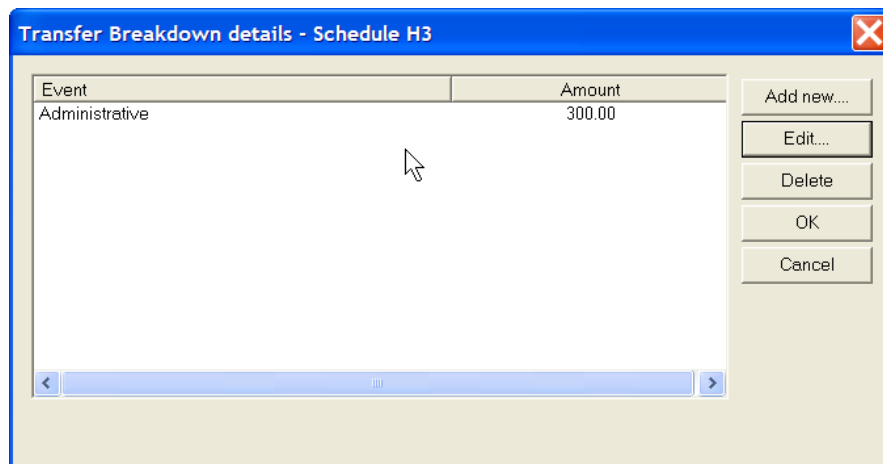 Transfer Breakdown details - Schedule H3
Event Amount
Administrative 300.00
Add new....
Edit....
Delete
OK
Cancel